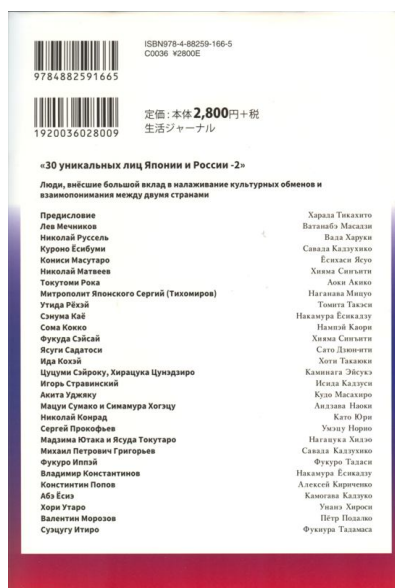 ISBN978-4-88259-166-5
C0036 ¥2800E
9784882591665
1920036028009
定価:本体2,800円+税
生活ジャーナル
«30 уникальных лиц Японии и России -2»
Люди, внёсшие большой вклад в налаживание культурных обменов и
взаимопонимания между двумя странами
Предисловие Харада Тикахито
Лев Мечников Ватанабэ Масадзи
Николай Руссель Вада Харуки
Куроно Ёсибуми Савада Кадзухико
Кониси Масутаро Ёсихаси Ясуо
Николай Матвеев Хияма Синъити
Токутоми Рока Аоки Акико
Митрополит Японский Сергий (Тихомиров) Наганава Мицуо
Утида Рёхэй Томита Такэси
Сэнума Каё Накамура Ёсикадзу
Сома Кокко Нампэй Каори
Фукуда Сэйсай Хияма Синъити
Ясуги Садатоси Сато Дзюн-ити
Ида Кохэй Хоти Такаюки
Цуцуми Сэйроку, Хирацука Цунэдзиро Каминага Эйсукэ
Игорь Стравинский Исида Кадзуси
Акита Уджяку Кудо Масахиро
Мацуи Сумако и Симамура Хогэцу Аидзава Наоки
Николай Конрад Като Юри
Сергей Прокофьев Умэцу Норио
Мадзима Ютака и Ясуда Токутаро Нагацука Хидэо
Михаил Петрович Григорьев Савада Кадзухико
Фукуро Иппэй Фукуро Тадаси
Владимир Константинов Накамура Ёсикадзу
Констинтин Попов Алексей Кириченко
Абэ Ёсиэ Камогава Кадзуко
Хори Утаро Унанэ Хироси
Валентин Морозов Пётр Подалко
Суэцугу Итиро Фукиура Тадамаса